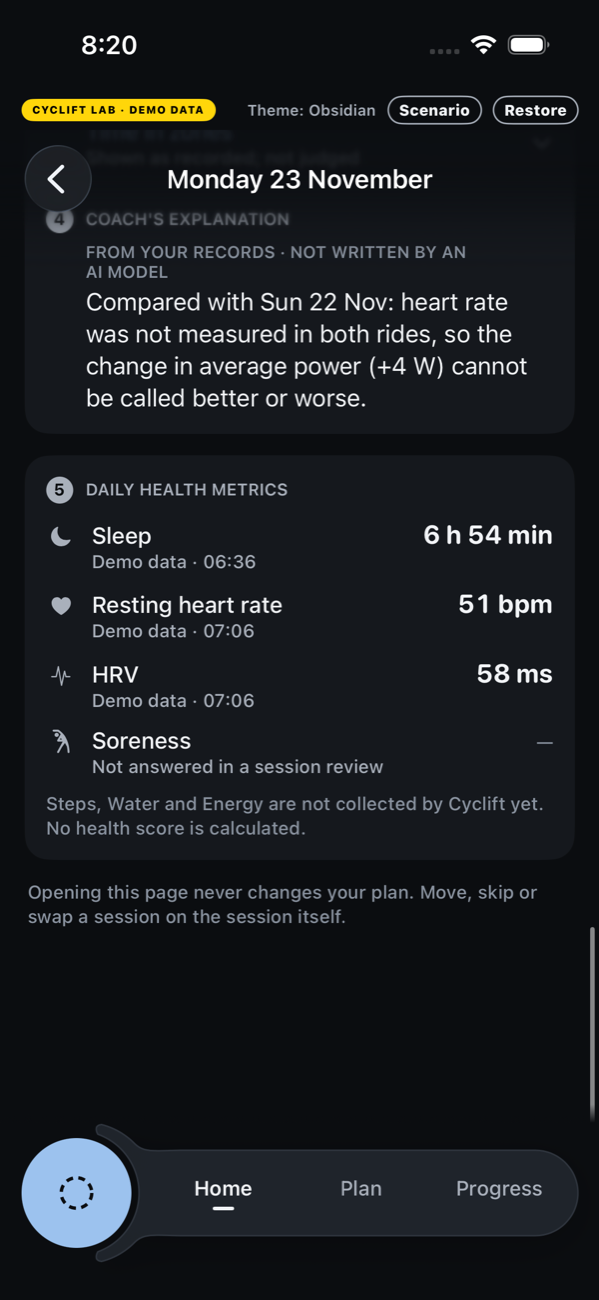 8:20
CYCLIFT LAB · DEMO DATA
Theme: Obsidian
Scenario
Restore
Shown as recorded, not judged
Monday 23 November
4 COACH'S EXPLANATION
FROM YOUR RECORDS · NOT WRITTEN BY AN
AI MODEL
Compared with Sun 22 Nov: heart rate
was not measured in both rides, so the
change in average power (+4 W) cannot
be called better or worse.
5 DAILY HEALTH METRICS
Sleep 6 h 54 min
Demo data · 06:36
Resting heart rate 51 bpm
Demo data · 07:06
HRV 58 ms
Demo data · 07:06
Soreness —
Not answered in a session review
Steps, Water and Energy are not collected by Cyclift yet.
No health score is calculated.
Opening this page never changes your plan. Move, skip or
swap a session on the session itself.
Home
Plan
Progress